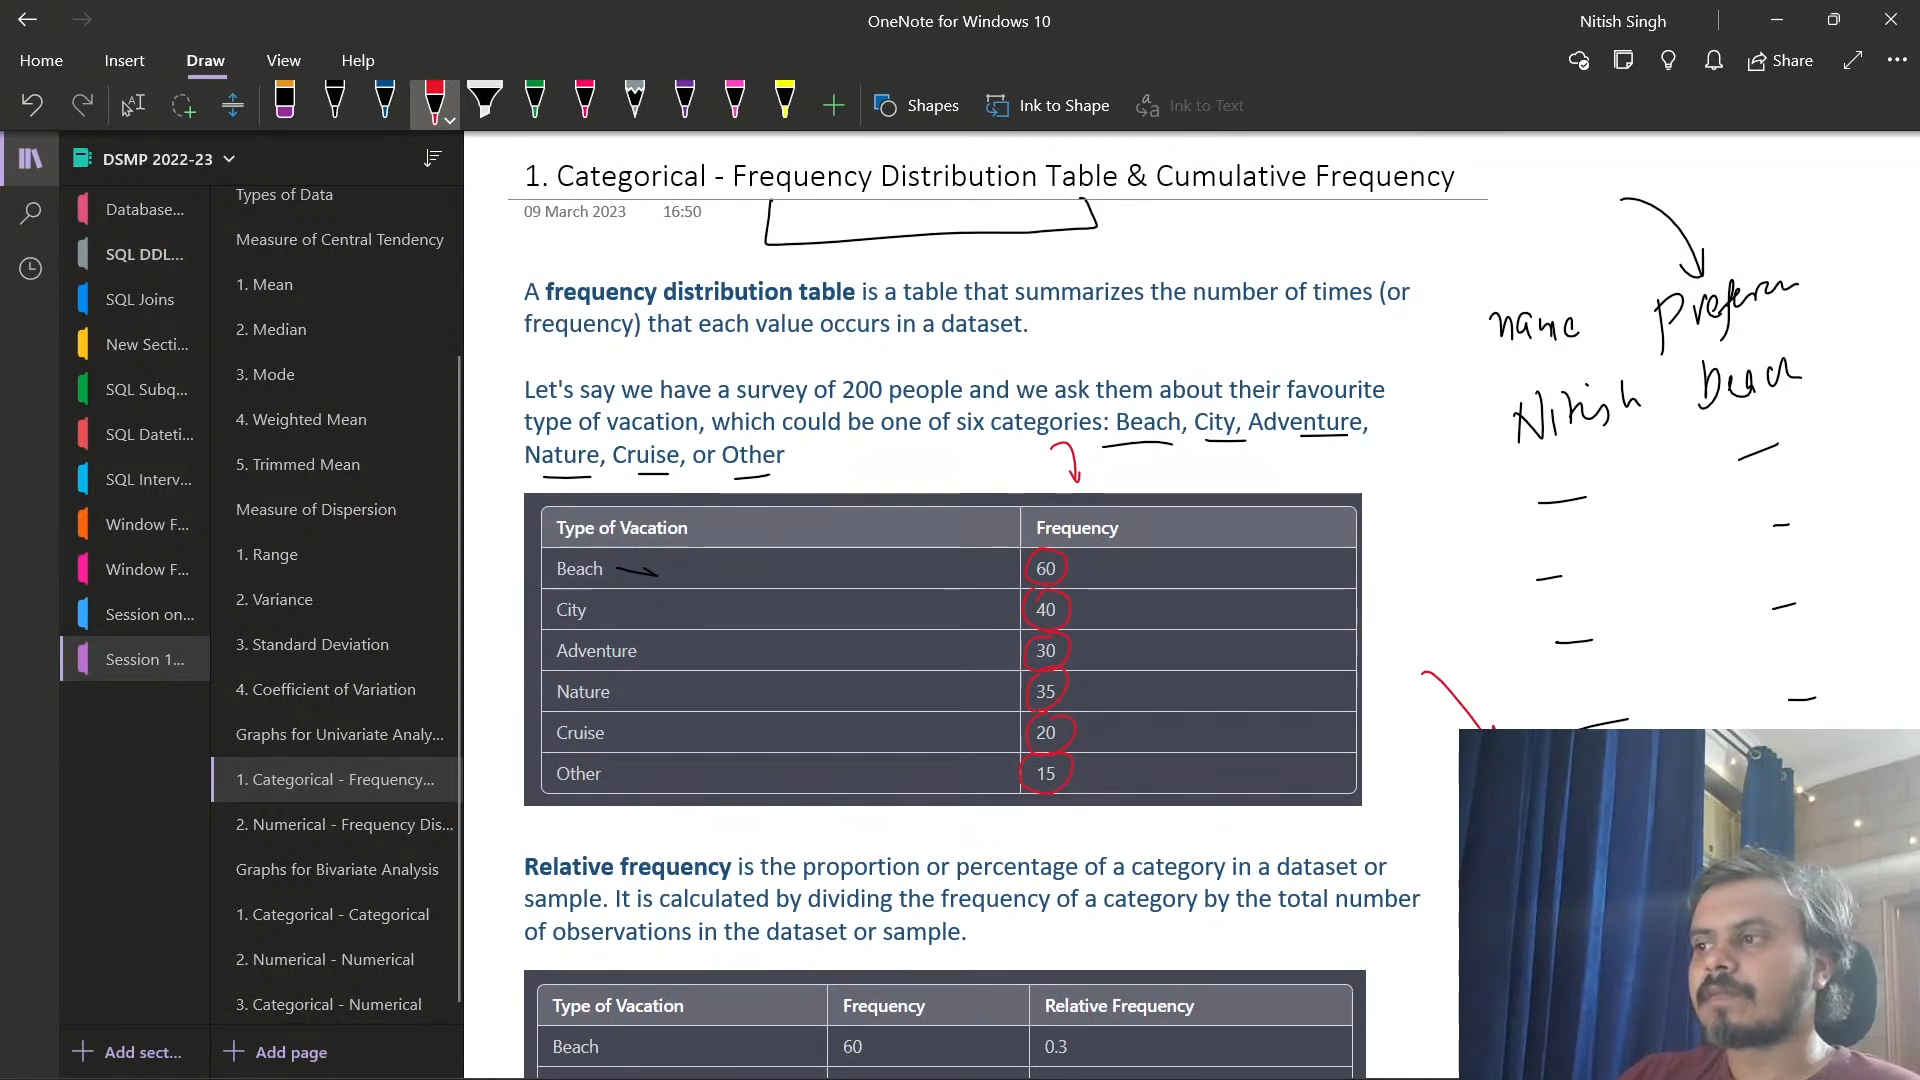 OneNote for Windows 10
Nitish Singh
Home Insert Draw View Help
Share
Shapes Ink to Shape Ink to Text
DSMP 2022-23
Database...
SQL DDL...
SQL Joins
New Secti...
SQL Subq...
SQL Dateti...
SQL Interv...
Window F...
Window F...
Session on...
Session 1...
Add sect...
Types of Data
Measure of Central Tendency
1. Mean
2. Median
3. Mode
4. Weighted Mean
5. Trimmed Mean
Measure of Dispersion
1. Range
2. Variance
3. Standard Deviation
4. Coefficient of Variation
Graphs for Univariate Analy...
1. Categorical - Frequency...
2. Numerical - Frequency Dis...
Graphs for Bivariate Analysis
1. Categorical - Categorical
2. Numerical - Numerical
3. Categorical - Numerical
Add page
1. Categorical - Frequency Distribution Table & Cumulative Frequency
09 March 2023 16:50
A frequency distribution table is a table that summarizes the number of times (or
frequency) that each value occurs in a dataset.
Let's say we have a survey of 200 people and we ask them about their favourite
type of vacation, which could be one of six categories: Beach, City, Adventure,
Nature, Cruise, or Other
Type of Vacation Frequency
Beach 60
City 40
Adventure 30
Nature 35
Cruise 20
Other 15
Relative frequency is the proportion or percentage of a category in a dataset or
sample. It is calculated by dividing the frequency of a category by the total number
of observations in the dataset or sample.
Type of Vacation Frequency Relative Frequency
Beach 60 0.3
name
Nitish beach